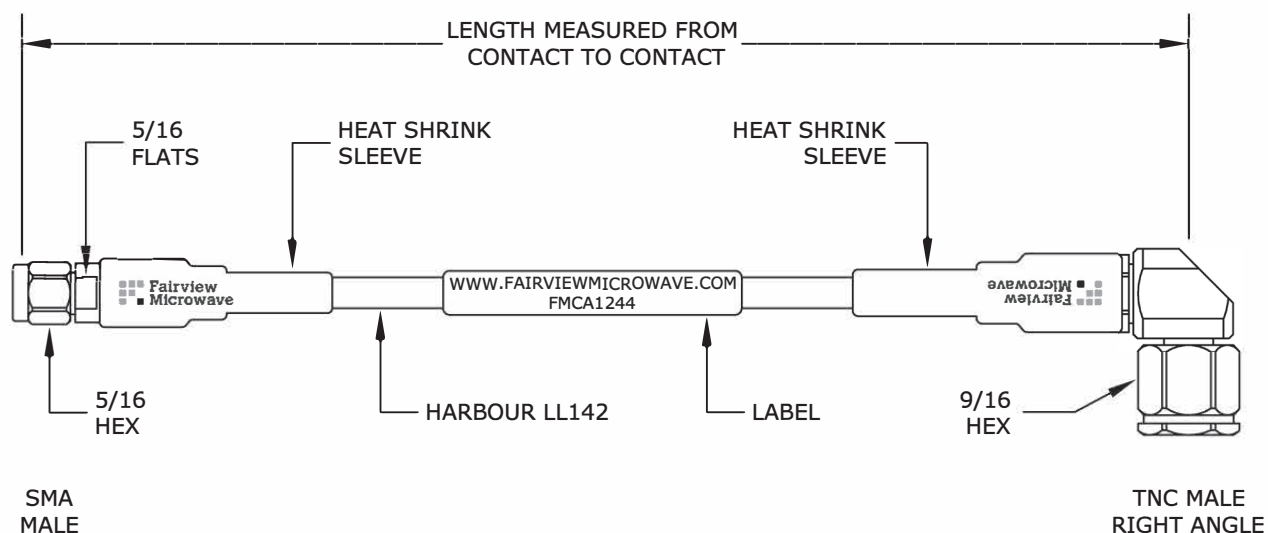 LENGTH MEASURED FROM
CONTACT TO CONTACT
5/16
FLATS
HEAT SHRINK
SLEEVE
HEAT SHRINK
SLEEVE
Fairview
Microwave
WWW.FAIRVIEWMICROWAVE.COM
FMCA1244
Fairview
Microwave
5/16
HEX
HARBOUR LL142
LABEL
9/16
HEX
SMA
MALE
TNC MALE
RIGHT ANGLE